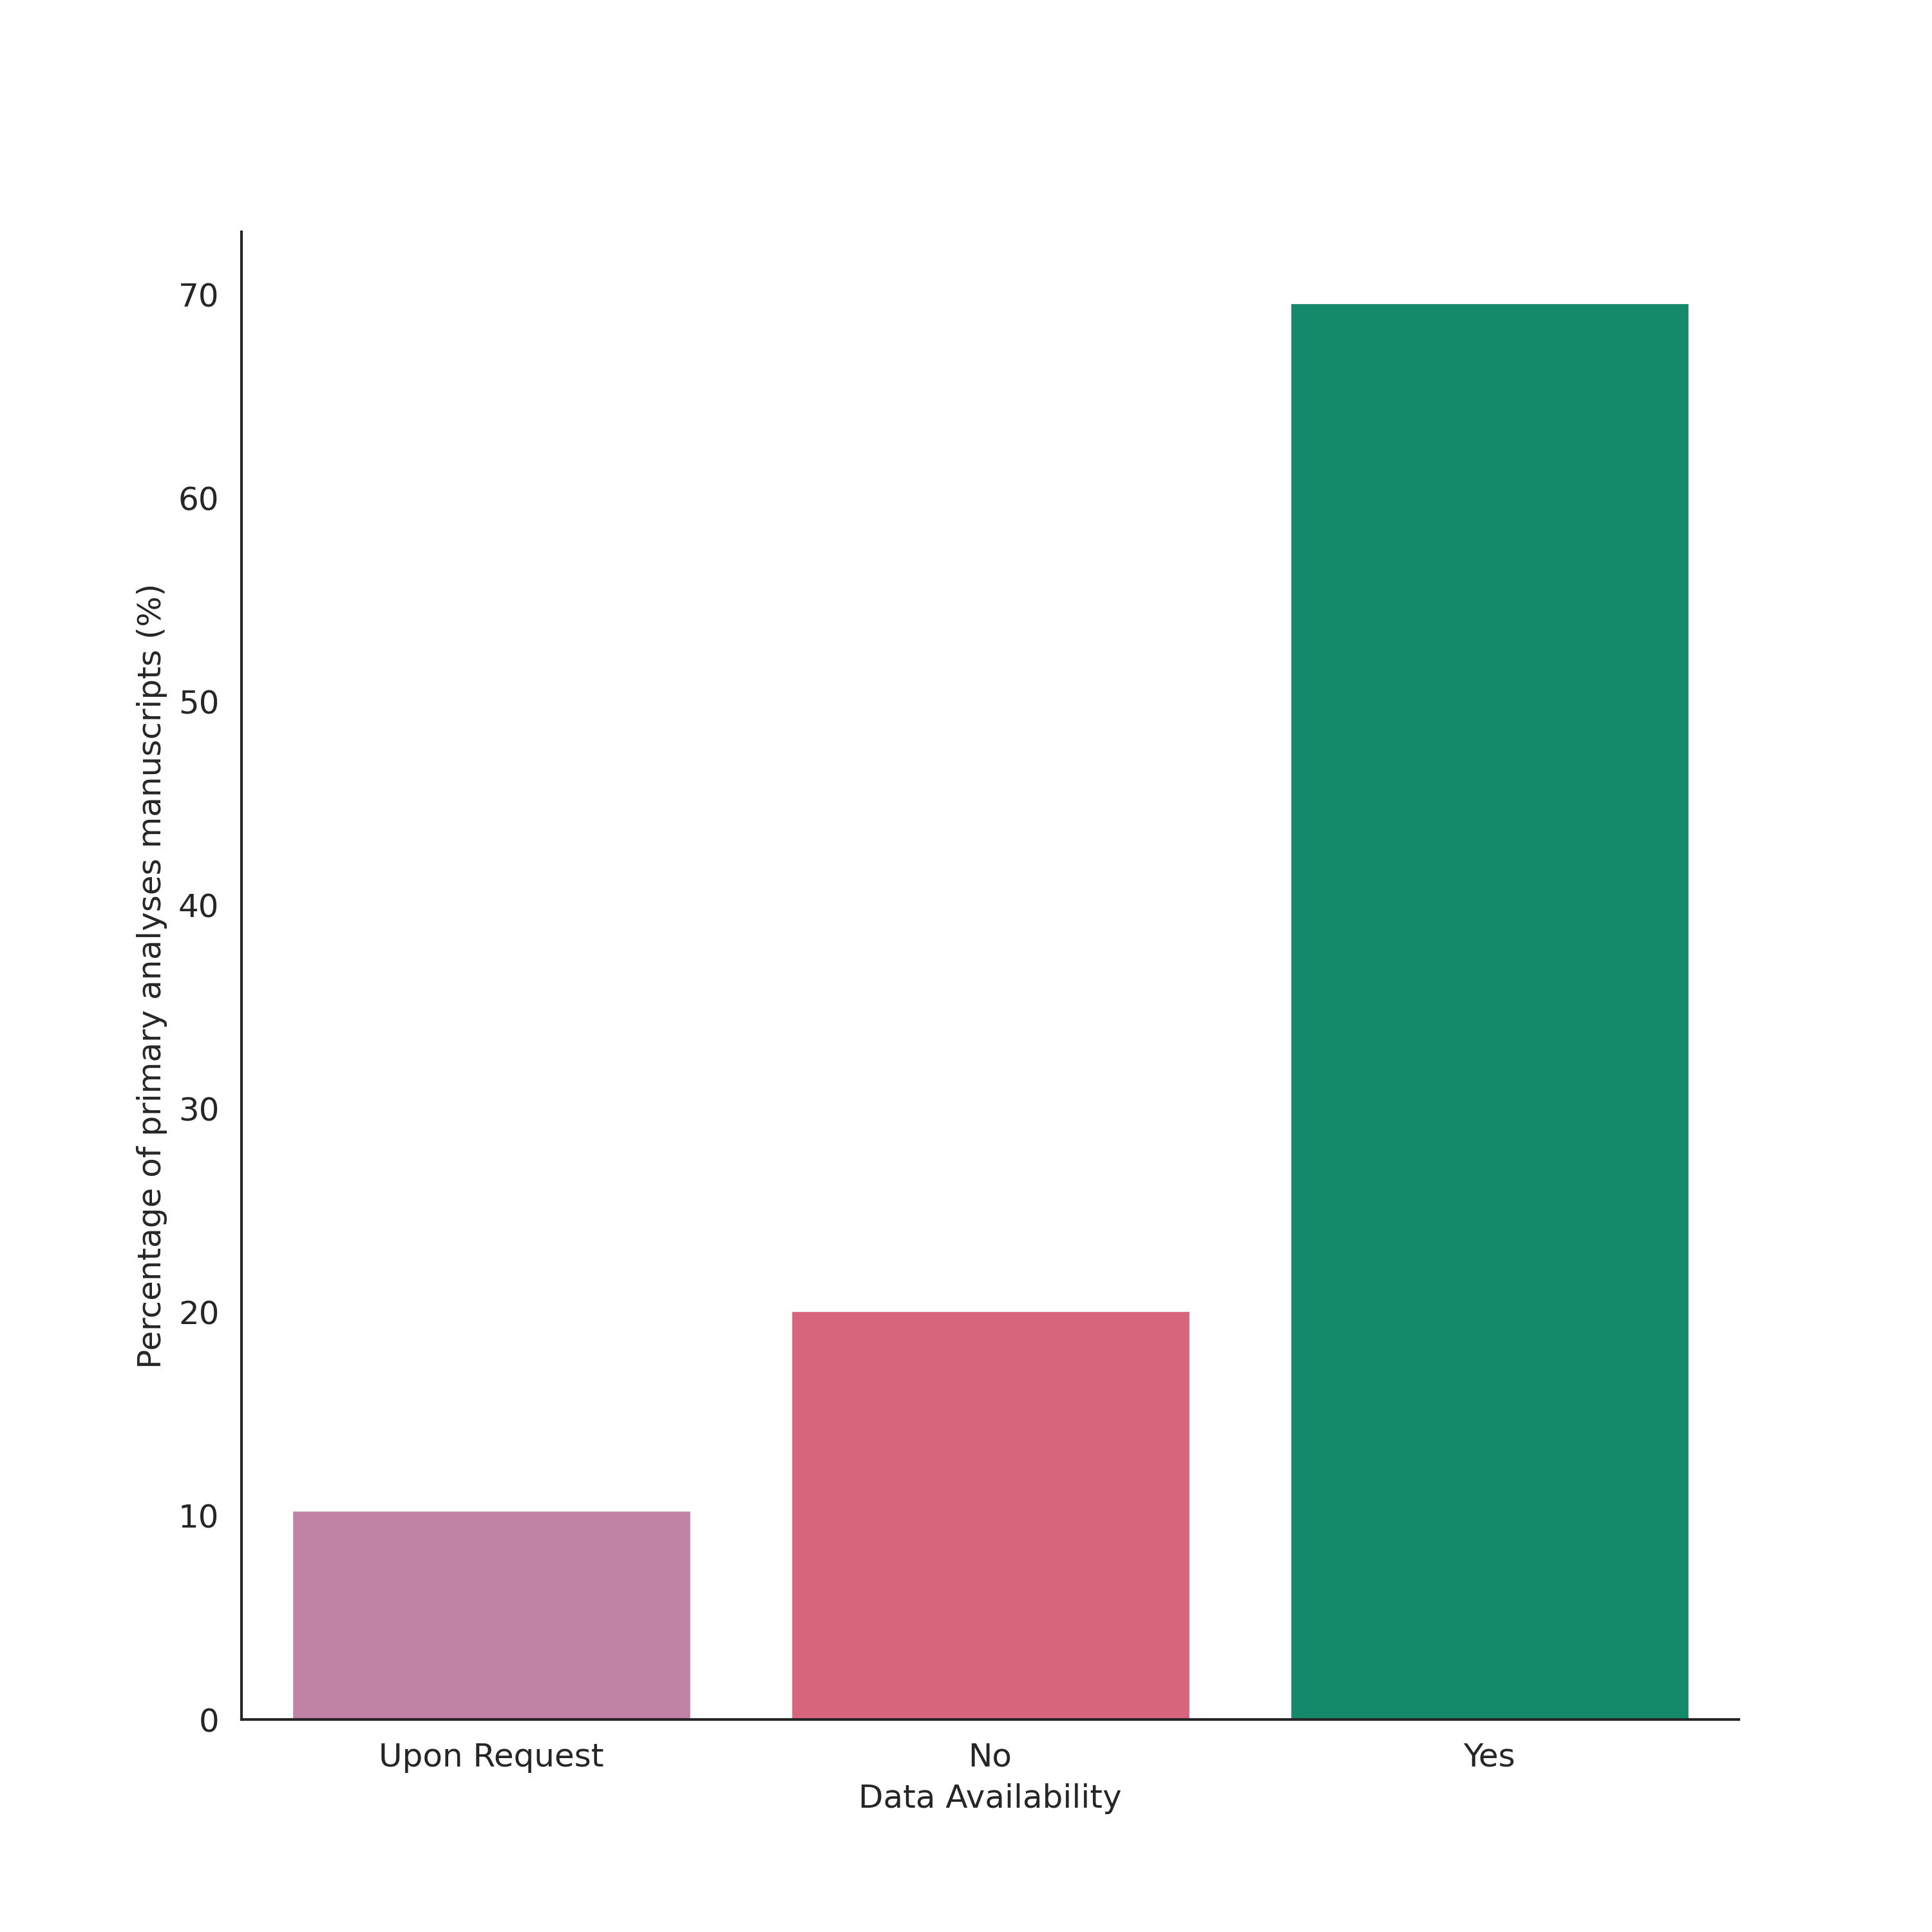 Percentage of primary analyses manuscripts (%)
70
60
50
40
30
20
10
0
Upon Request No Yes
Data Availability